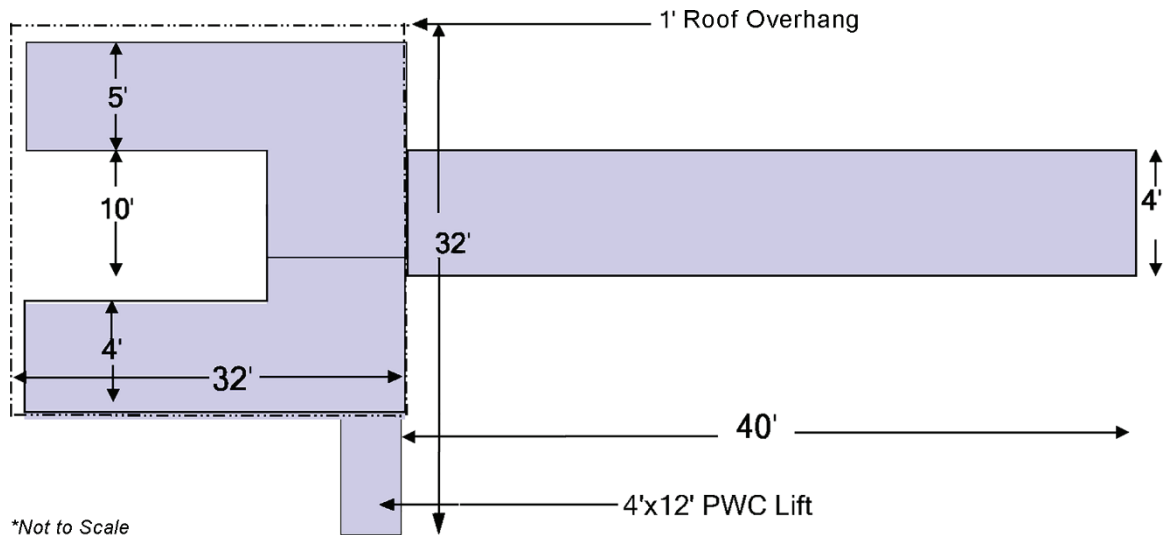 1' Roof Overhang
5'
10'
4'
32'
4'
32'
40'
4'x12' PWC Lift
*Not to Scale